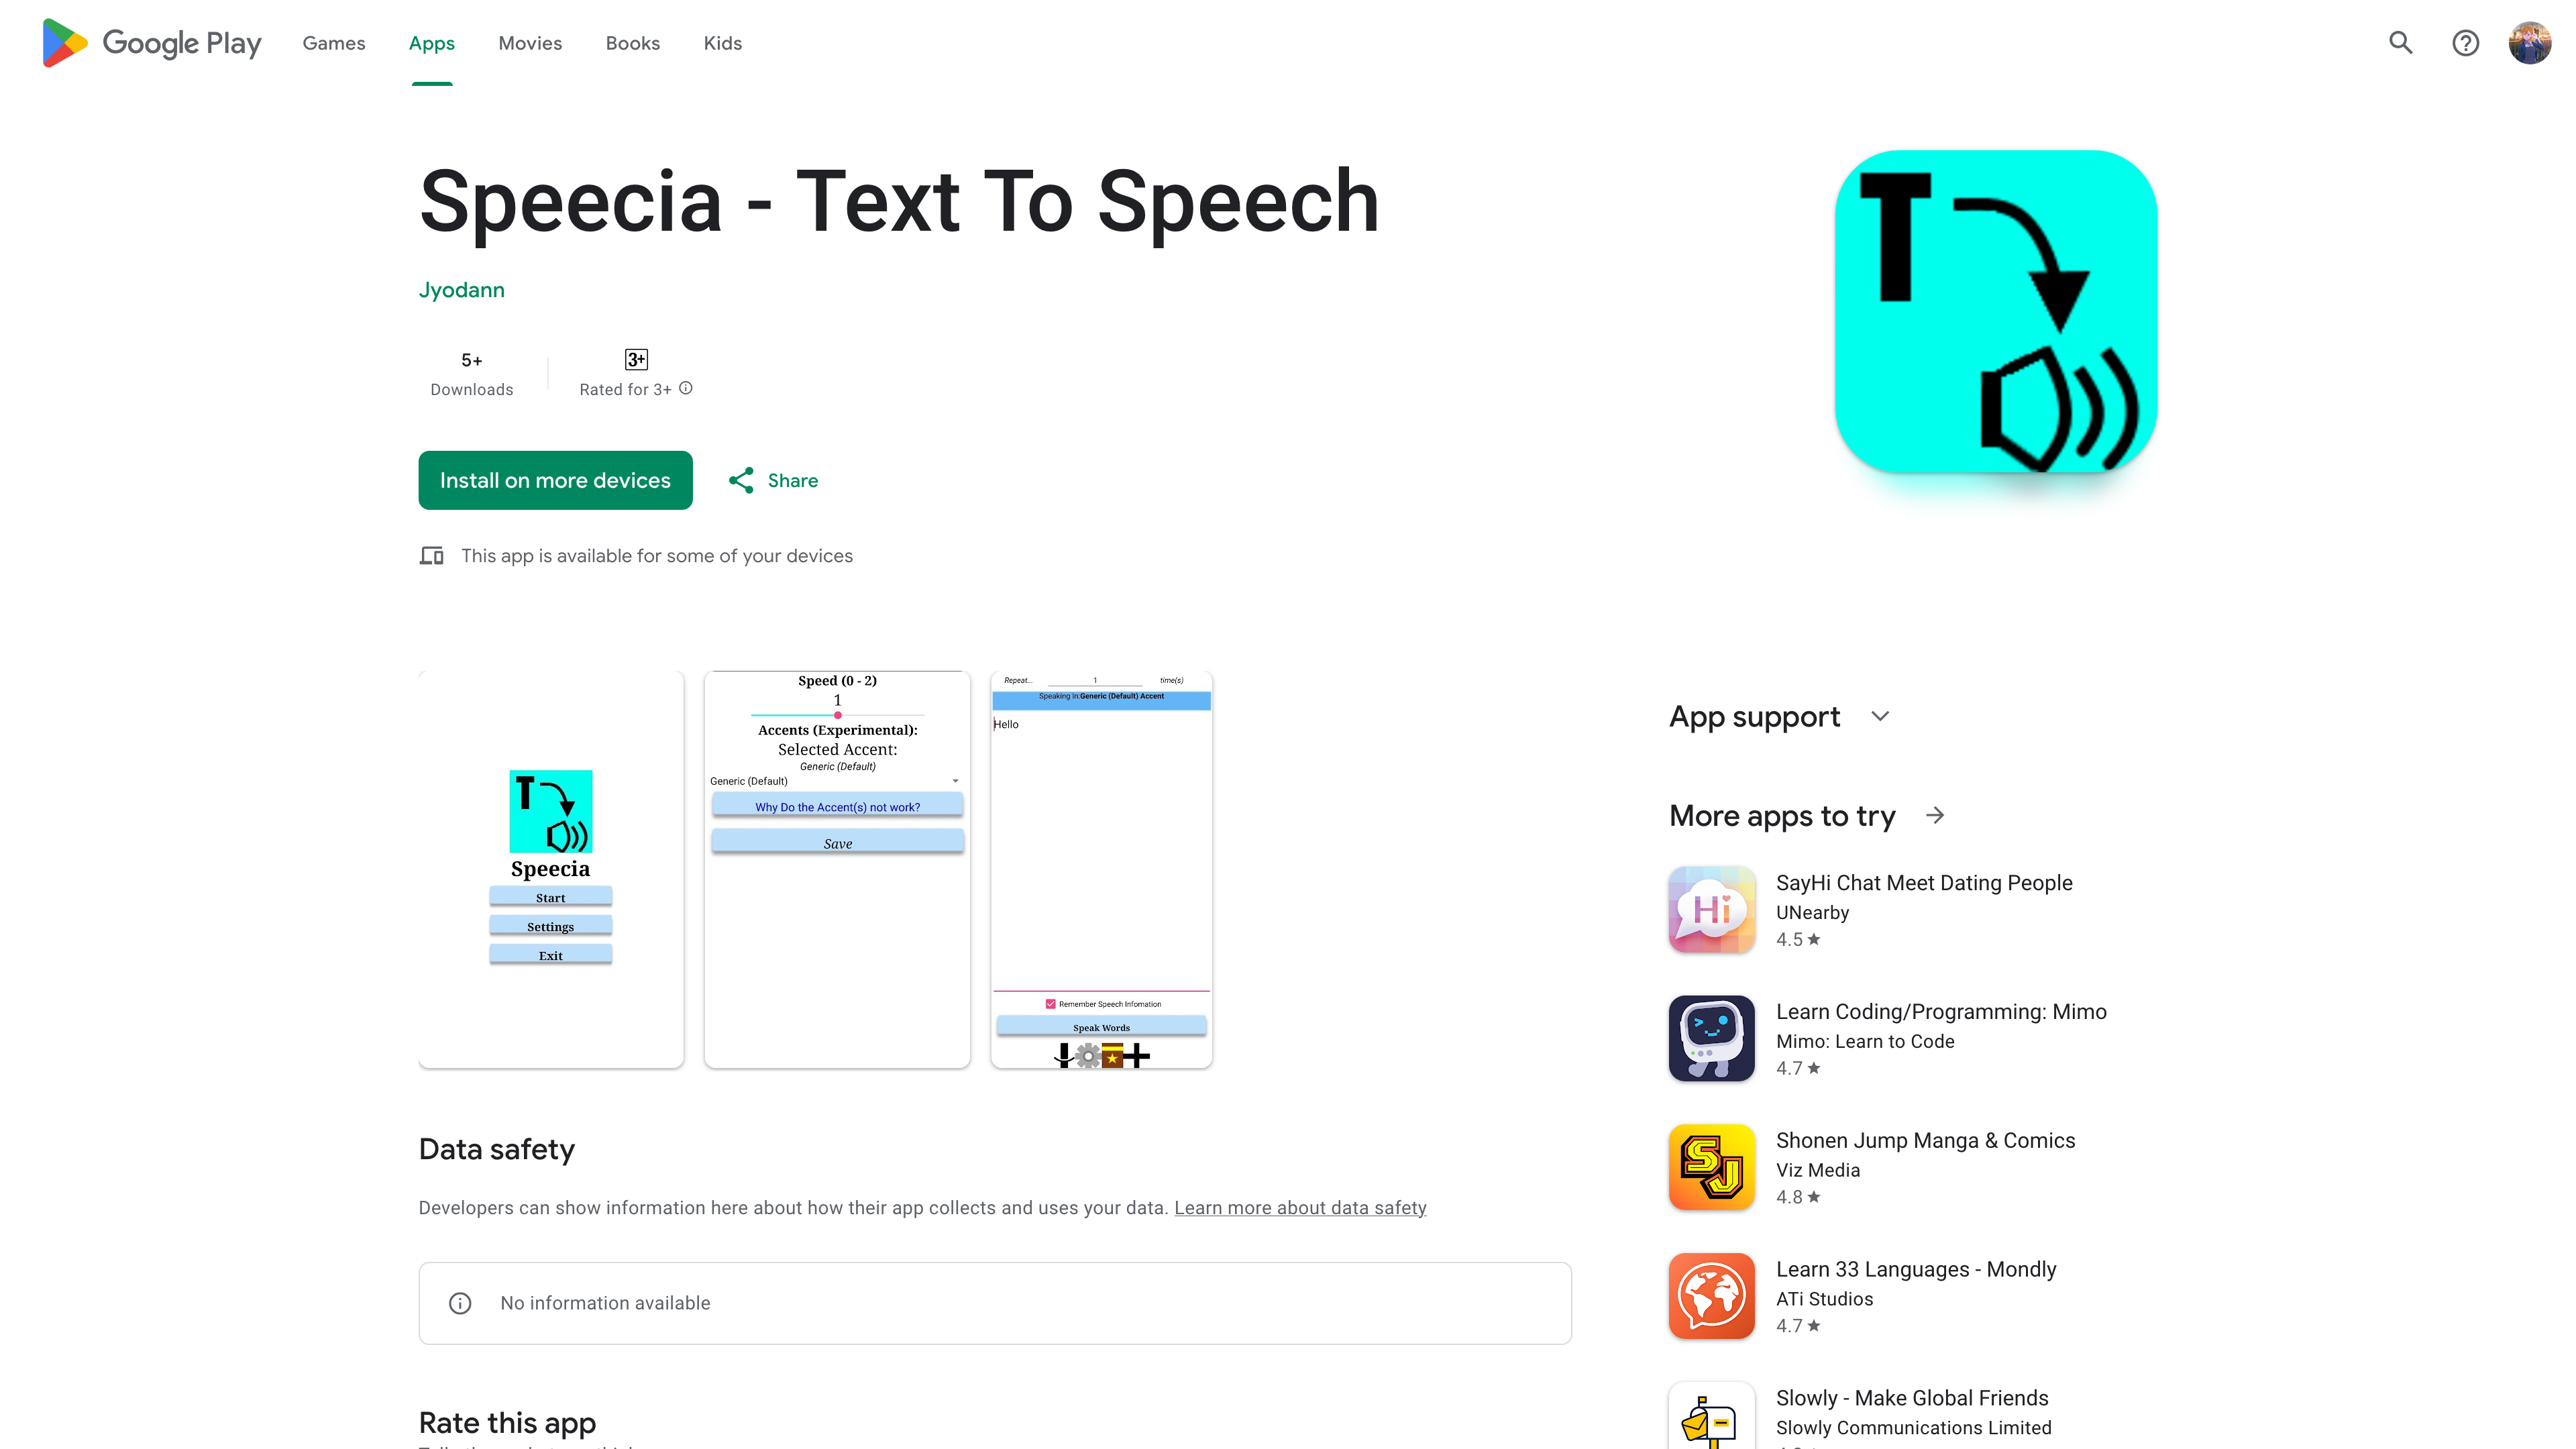 Google Play
Games
Apps
Movies
Books
Kids
Speecia - Text To Speech
Jyodann
5+
Downloads
3+
Rated for 3+
Install on more devices
Share
This app is available for some of your devices
T
T
Speecia
Start
Settings
Exit
Speed (0 - 2)
1
Accents (Experimental):
Selected Accent:
Generic (Default)
Generic (Default)
Why Do the Accent(s) not work?
Save
Repeat... 1 time(s)
Speaking In:Generic (Default) Accent
Hello
Remember Speech Infomation
Speak Words
Data safety
Developers can show information here about how their app collects and uses your data. Learn more about data safety
No information available
Rate this app
App support
More apps to try
Hi
SayHi Chat Meet Dating People
UNearby
4.5
Learn Coding/Programming: Mimo
Mimo: Learn to Code
4.7
SJ
Shonen Jump Manga & Comics
Viz Media
4.8
Learn 33 Languages - Mondly
ATi Studios
4.7
Slowly - Make Global Friends
Slowly Communications Limited